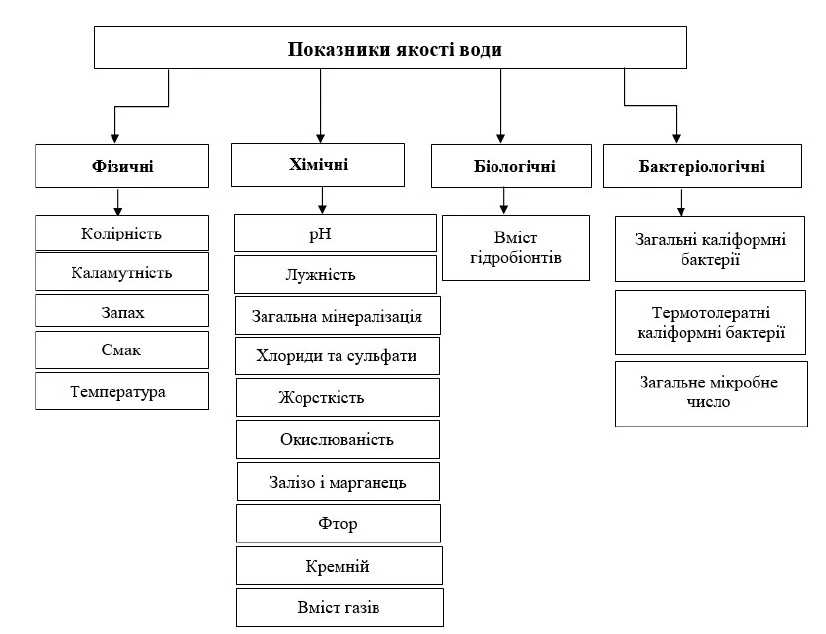 Показники якості води
Фізичні
Хімічні
Біологічні
Бактеріологічні
Колірність
Каламутність
Запах
Смак
Температура
pH
Лужність
Загальна мінералізація
Хлориди та сульфати
Жорсткість
Окислюваність
Залізо і марганець
Фтор
Кремній
Вміст газів
Вміст
гідробіонтів
Загальні каліформні
бактерії
Термотолератні
каліформні бактерії
Загальне мікробне
число